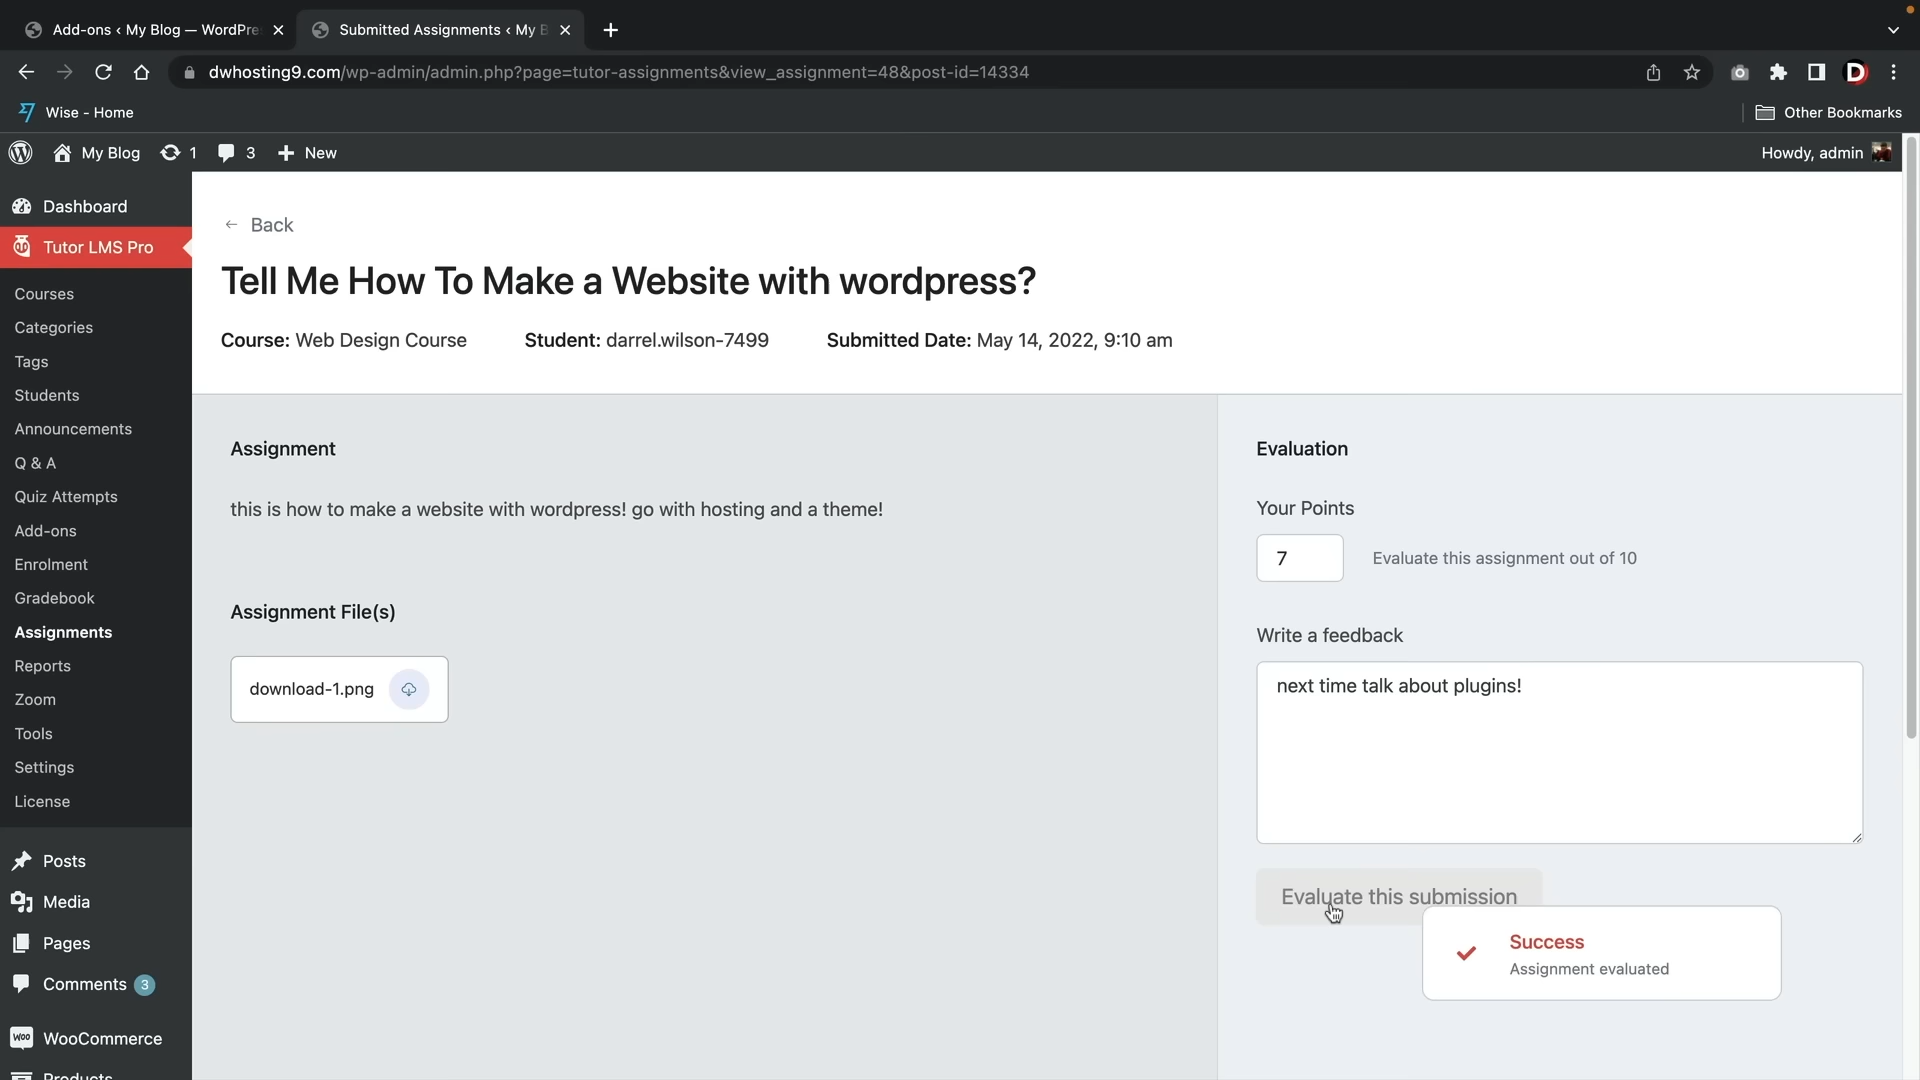 Add-ons ‹ My Blog — WordPre
Submitted Assignments ‹ My B
dwhosting9.com/wp-admin/admin.php?page=tutor-assignments&view_assignment=48&post-id=14334
Wise - Home
Other Bookmarks
My Blog
1
3
New
Howdy, admin
Dashboard
Tutor LMS Pro
Courses
Categories
Tags
Students
Announcements
Q & A
Quiz Attempts
Add-ons
Enrolment
Gradebook
Assignments
Reports
Zoom
Tools
Settings
License
Posts
Media
Pages
Comments 3
WooCommerce
Products
← Back
Tell Me How To Make a Website with wordpress?
Course: Web Design Course Student: darrel.wilson-7499 Submitted Date: May 14, 2022, 9:10 am
Assignment
this is how to make a website with wordpress! go with hosting and a theme!
Assignment File(s)
download-1.png
Evaluation
Your Points
7 Evaluate this assignment out of 10
Write a feedback
next time talk about plugins!
Evaluate this submission
Success
Assignment evaluated